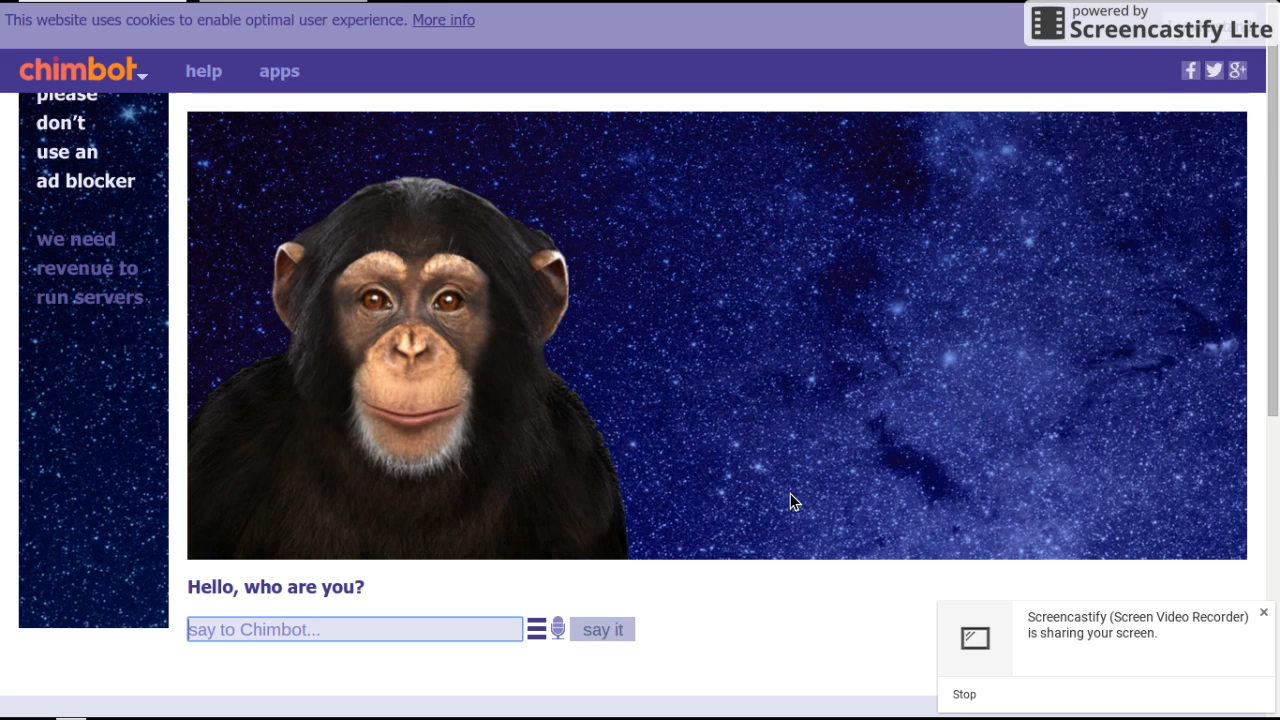 This website uses cookies to enable optimal user experience. More info
powered by
Screencastify Lite
chimbot
help
apps
please
don't
use an
ad blocker
we need
revenue to
run servers
Hello, who are you?
say to Chimbot...
say it
Screencastify (Screen Video Recorder)
is sharing your screen.
Stop